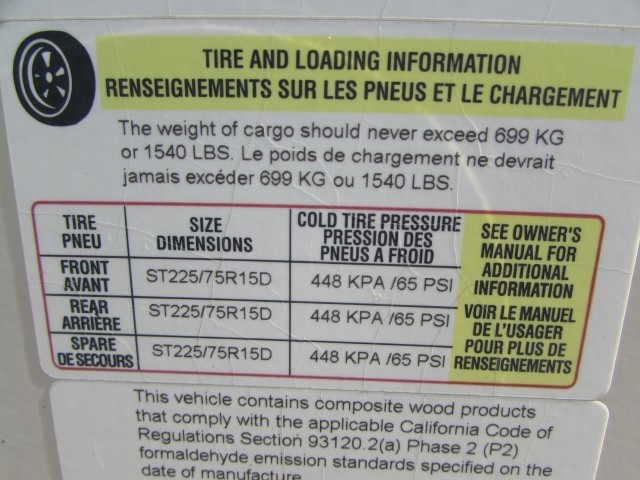 TIRE AND LOADING INFORMATION
RENSEIGNEMENTS SUR LES PNEUS ET LE CHARGEMENT
The weight of cargo should never exceed 699 KG
or 1540 LBS. Le poids de chargement ne devrait
jamais excéder 699 KG ou 1540 LBS.
TIRE
PNEU
SIZE
DIMENSIONS
COLD TIRE PRESSURE
PRESSION DES
PNEUS A FROID
SEE OWNER'S
MANUAL FOR
ADDITIONAL
INFORMATION
VOIR LE MANUEL
DE L'USAGER
POUR PLUS DE
RENSEIGNEMENTS
FRONT
AVANT
ST225/75R15D
448 KPA /65 PSI
REAR
ARRIÈRE
ST225/75R15D
448 KPA /65 PSI
SPARE
DE SECOURS
ST225/75R15D
448 KPA /65 PSI
This vehicle contains composite wood products
that comply with the applicable California Code of
Regulations Section 93120.2(a) Phase 2 (P2)
formaldehyde emission standards specified on the
date of manufacture